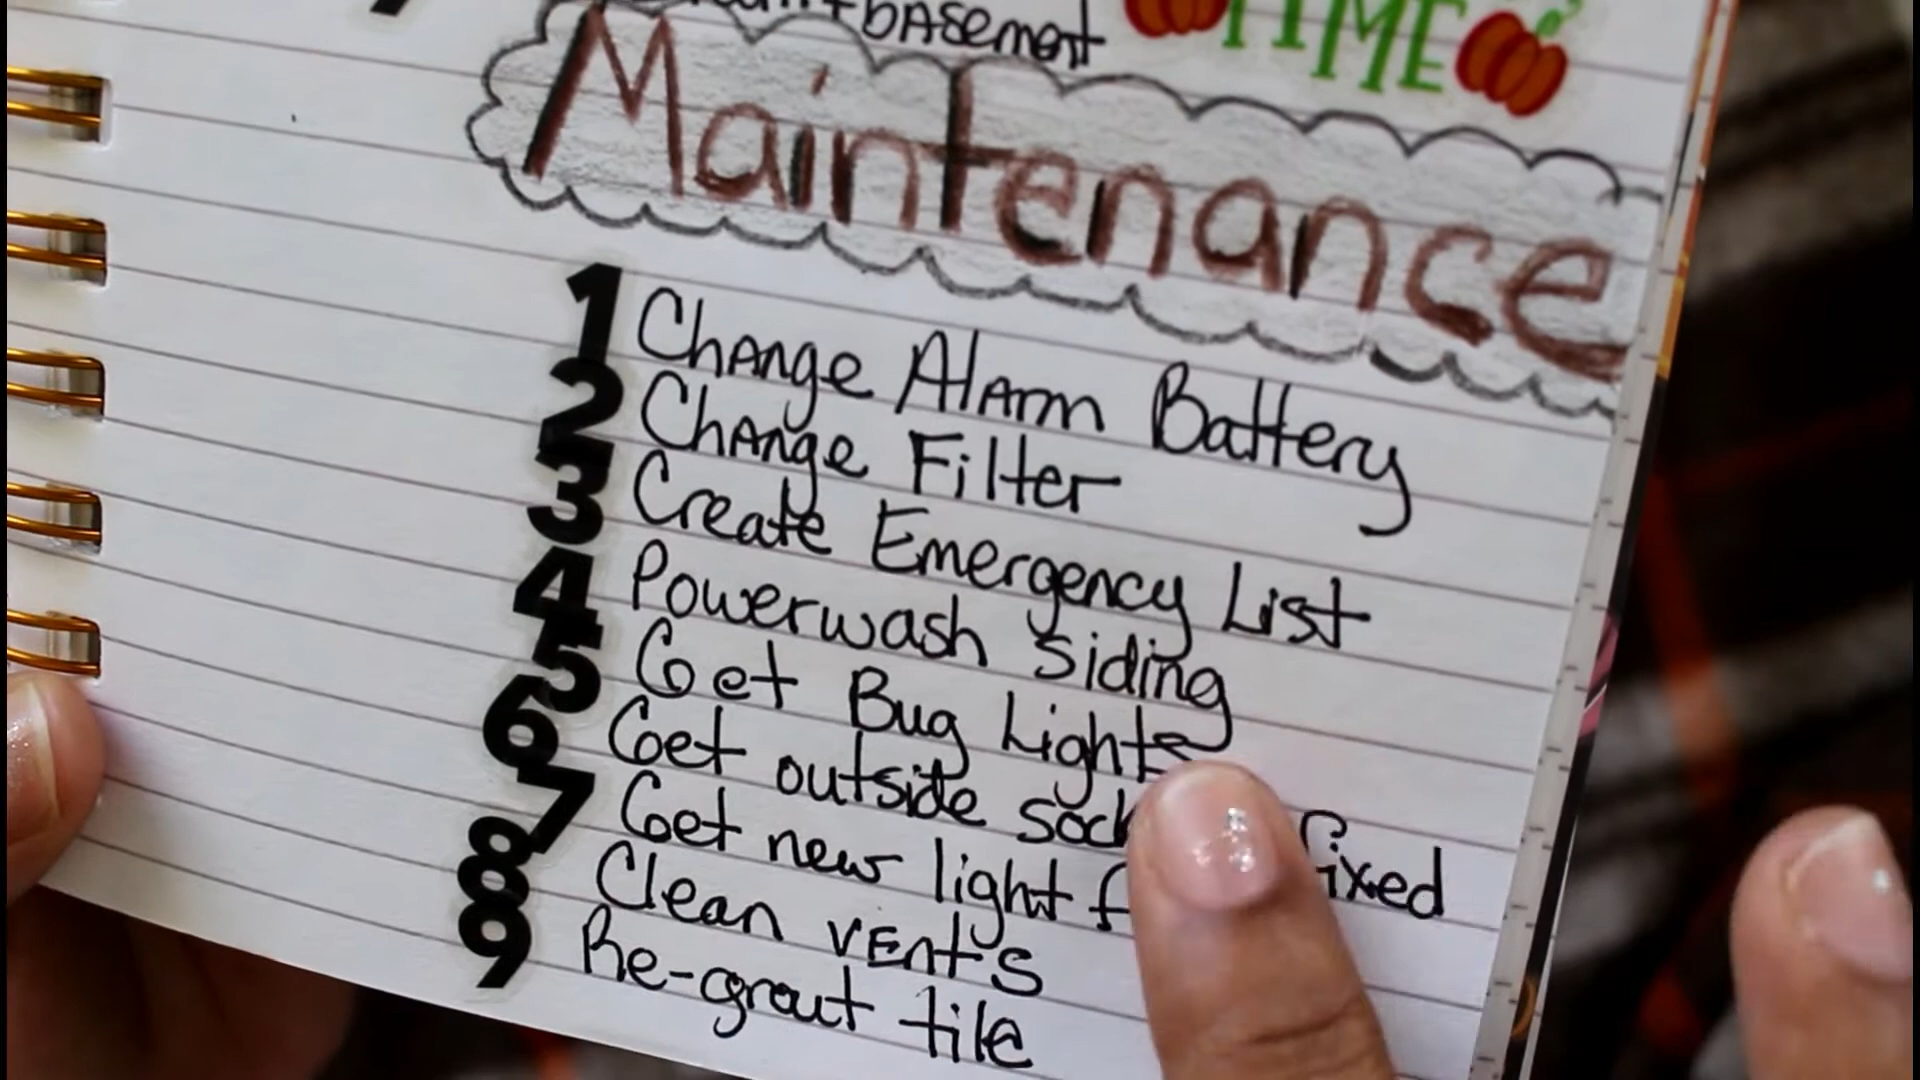 +basement
TIME
Maintenance
1 Change Alarm Battery
2 Change Filter
3 Create Emergency List
4 Powerwash Siding
5 Get Bug Lights
6 Get outside fixed
7 Get new light
8 Clean vents
9 Re-grout tile